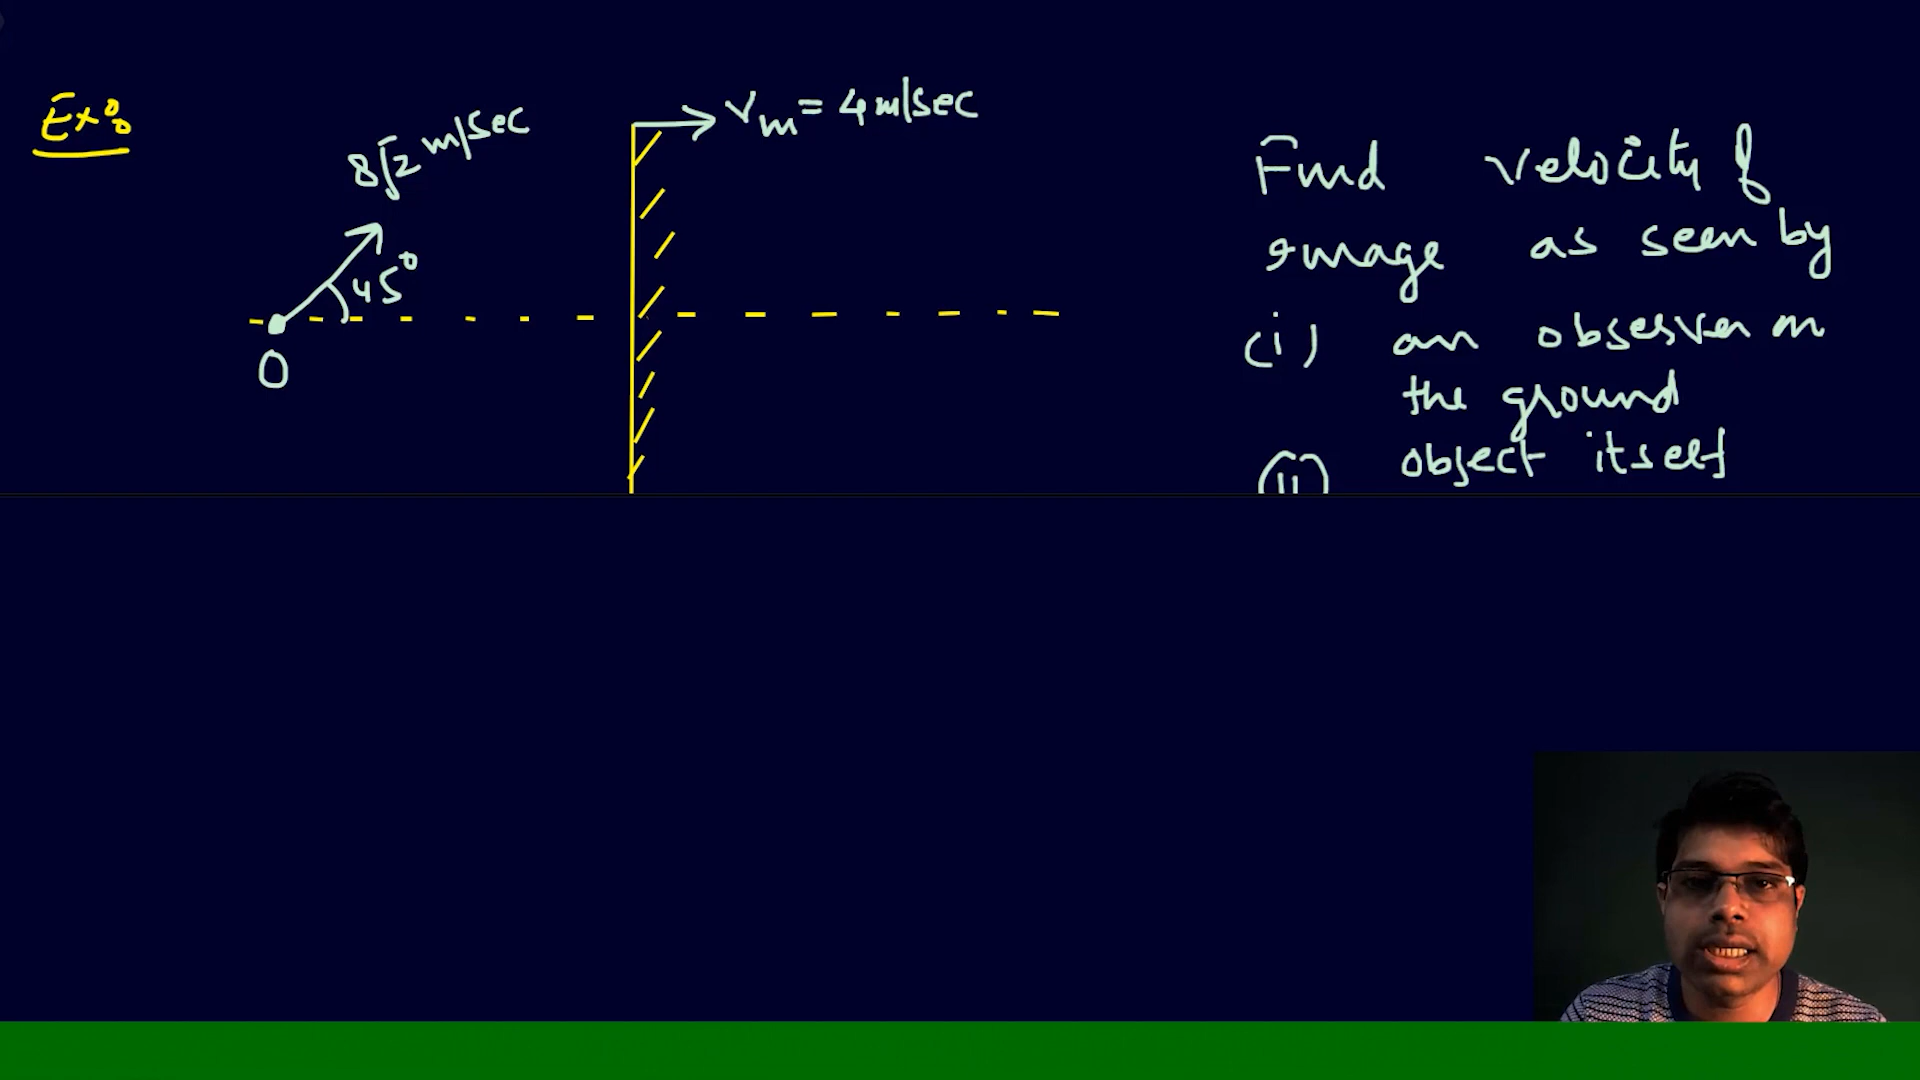 Ex:
8√2 m/sec
Vm = 4 m/sec
45°
O
Find velocity of
image as seen by
(i) an observer on
the ground
(ii) object itself